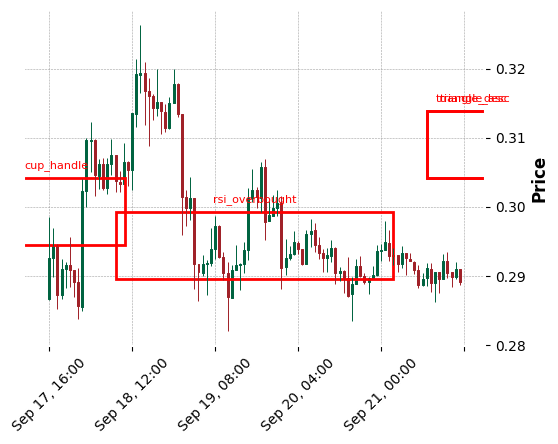 0.32
triangle_desc
0.31
cup_handle
rsi_overbought
0.30
0.29
0.28
Price
Sep 17, 16:00
Sep 18, 12:00
Sep 19, 08:00
Sep 20, 04:00
Sep 21, 00:00